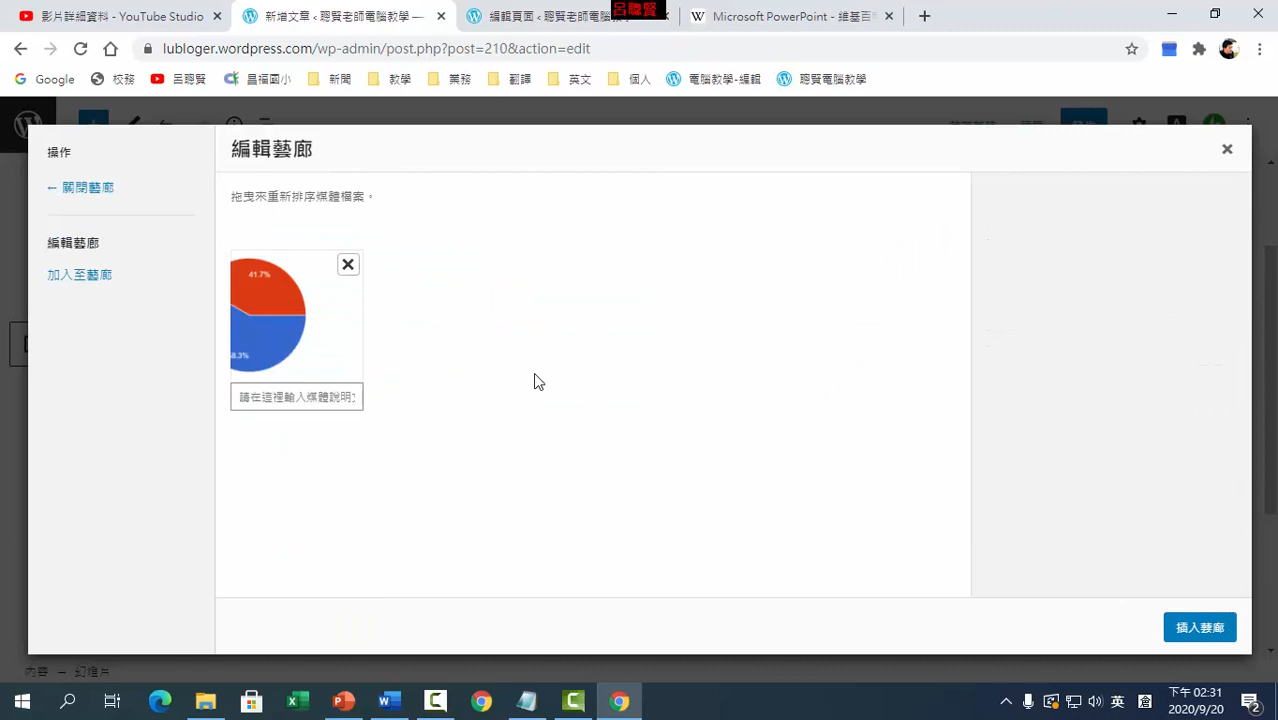 影片詳細資料 - YouTube Studio
新增文章 ‹ 聰賢老師電腦教學 —
編輯頁面 ‹ 聰賢老師電腦教學
呂聰賢
Microsoft PowerPoint - 維基百科
lubloger.wordpress.com/wp-admin/post.php?post=210&action=edit
Google 校務 呂聰賢 昌福國小 新聞 教學 業務 翻譯 英文 個人 電腦教學-編輯 聰賢電腦教學
操作
編輯藝廊
← 關閉藝廊
拖曳來重新排序媒體檔案。
編輯藝廊
加入至藝廊
41.7%
8.3%
請在這裡輸入媒體說明文
插入藝廊
內容 — 幻燈片
英
下午 02:31
2020/9/20
2